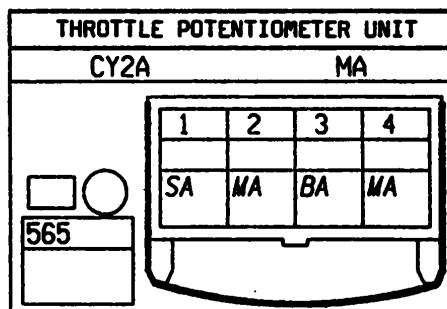 THROTTLE POTENTIOMETER UNIT
CY2A MA
1 2 3 4
SA MA BA MA
565